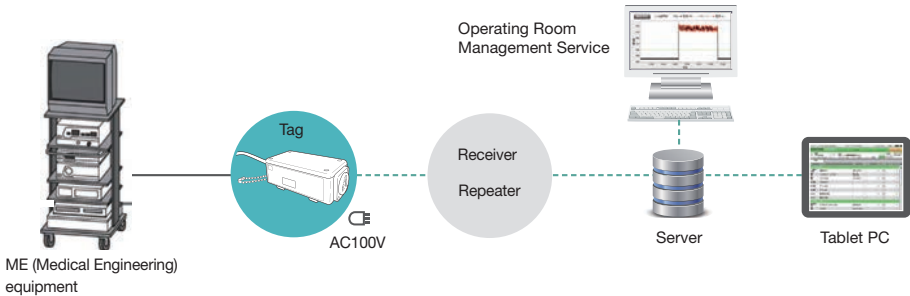 Operating Room
Management Service
Tag
Receiver
Repeater
AC100V
Server
Tablet PC
ME (Medical Engineering)
equipment